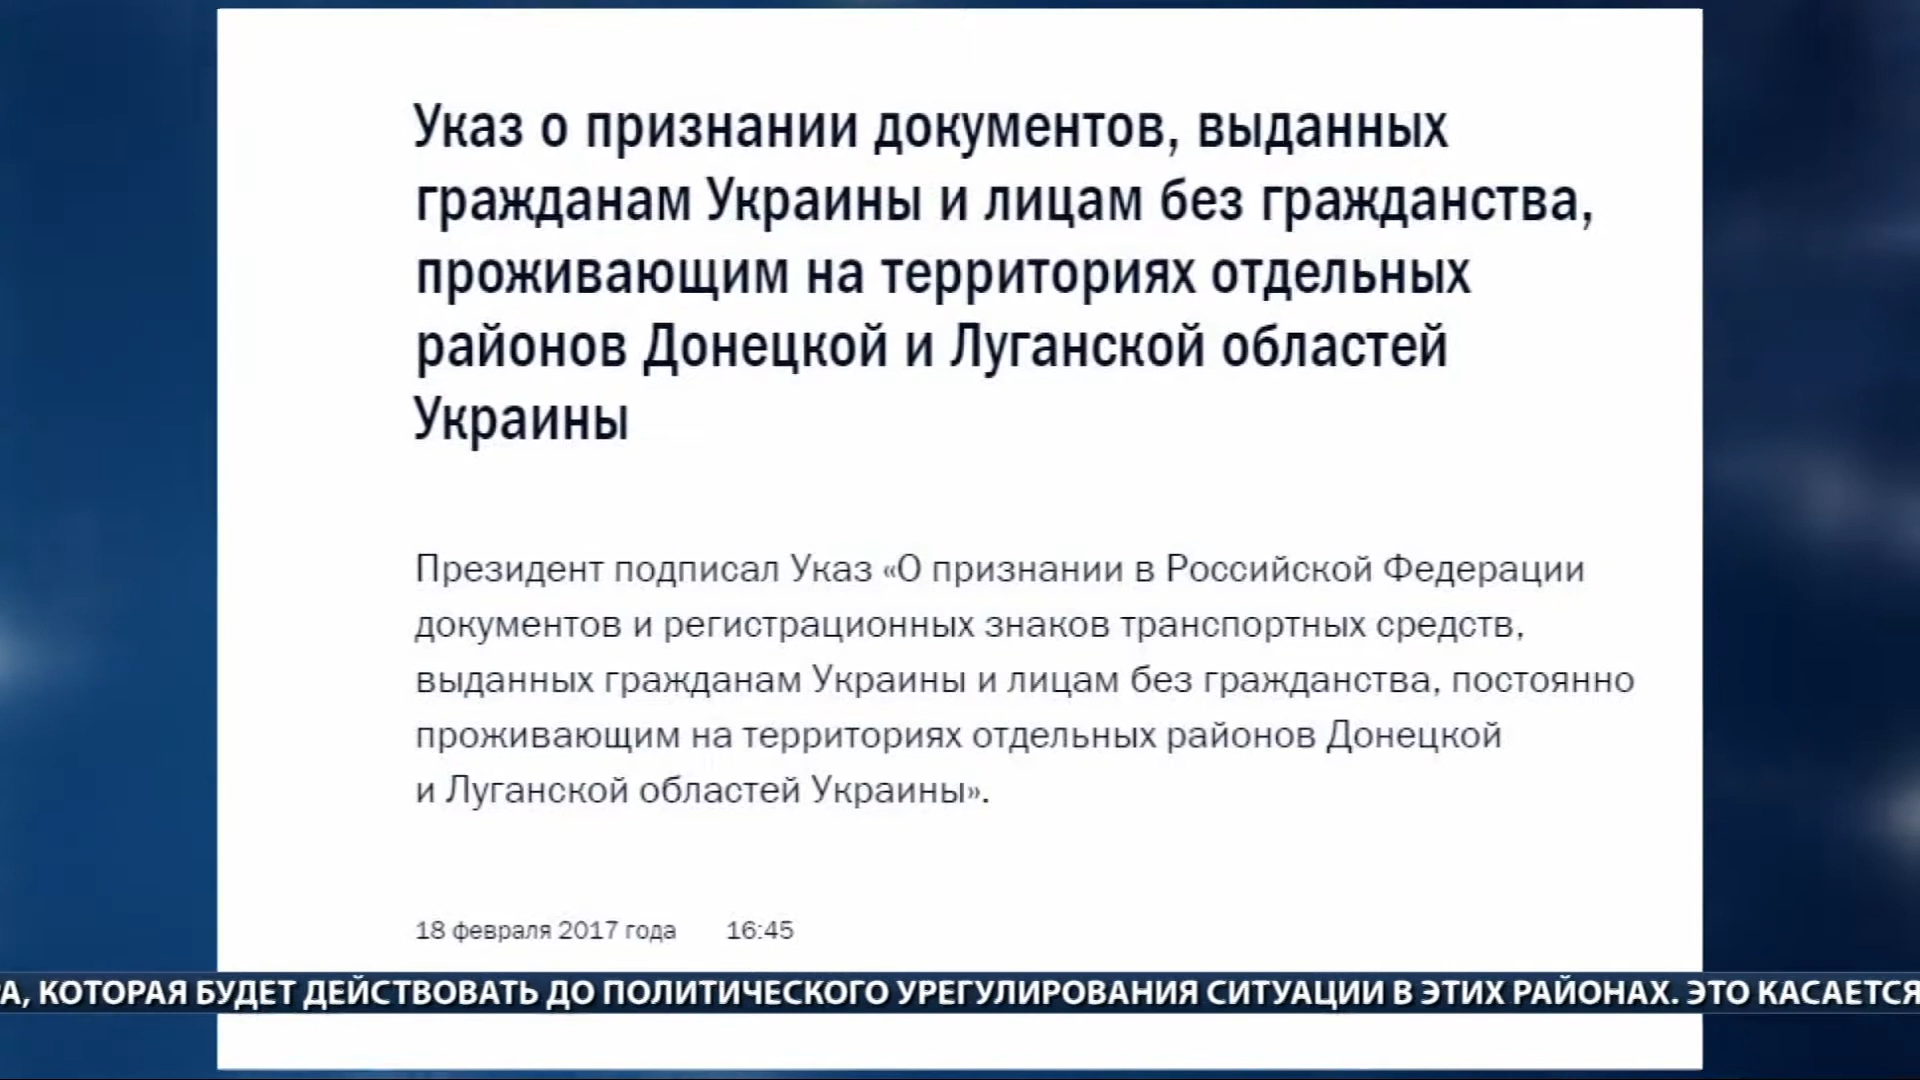 Указ о признании документов, выданных
гражданам Украины и лицам без гражданства,
проживающим на территориях отдельных
районов Донецкой и Луганской областей
Украины
Президент подписал Указ «О признании в Российской Федерации
документов и регистрационных знаков транспортных средств,
выданных гражданам Украины и лицам без гражданства, постоянно
проживающим на территориях отдельных районов Донецкой
и Луганской областей Украины».
18 февраля 2017 года 16:45
А, КОТОРАЯ БУДЕТ ДЕЙСТВОВАТЬ ДО ПОЛИТИЧЕСКОГО УРЕГУЛИРОВАНИЯ СИТУАЦИИ В ЭТИХ РАЙОНАХ. ЭТО КАСАЕТСЯ